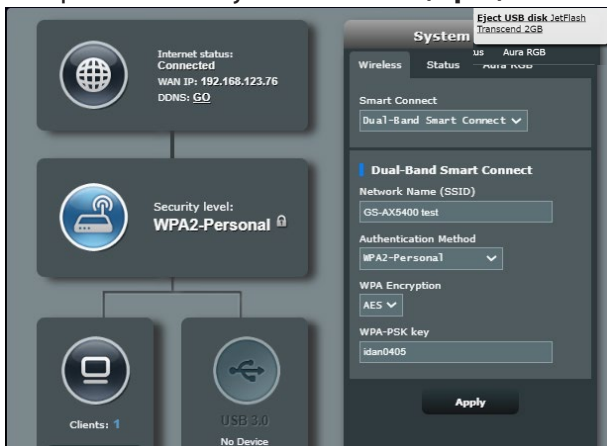 Internet status:
Connected
WAN IP: 192.168.123.76
DDNS: GO
Security level:
WPA2-Personal
Clients: 1
USB 3.0
No Device
System
Eject USB disk JetFlash
Transcend 2GB
us Aura RGB
Wireless Status Aura RGB
Smart Connect
Dual-Band Smart Connect
Dual-Band Smart Connect
Network Name (SSID)
GS-AX5400 test
Authentication Method
WPA2-Personal
WPA Encryption
AES
WPA-PSK key
idan0405
Apply